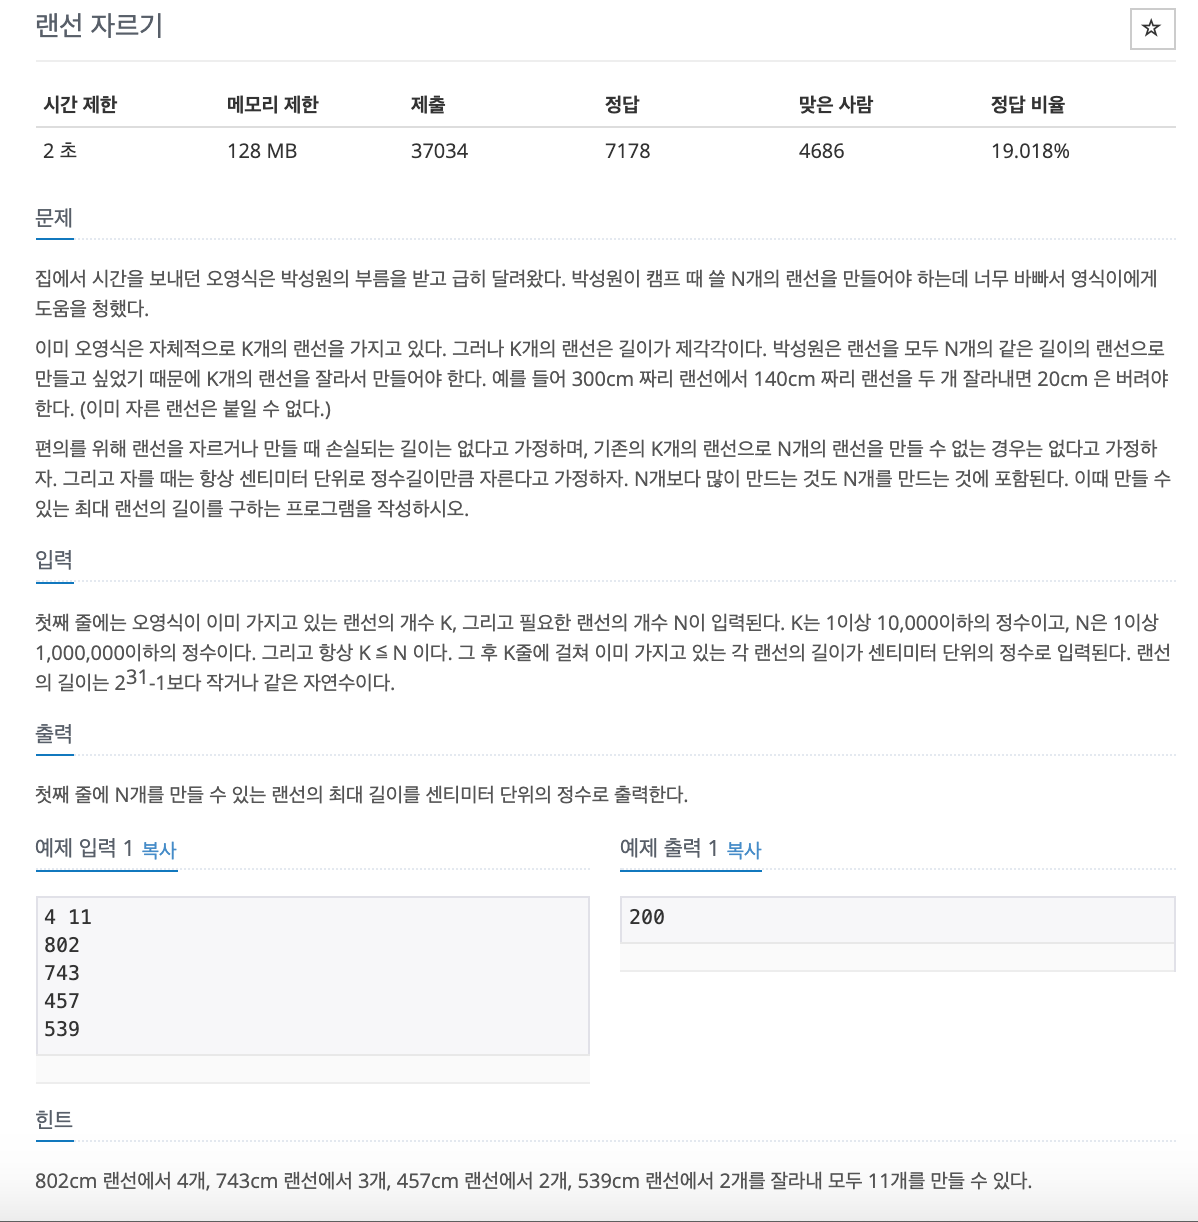 랜선 자르기
☆
시간 제한 메모리 제한 제출 정답 맞은 사람 정답 비율
2 초 128 MB 37034 7178 4686 19.018%
문제
집에서 시간을 보내던 오영식은 박성원의 부름을 받고 급히 달려왔다. 박성원이 캠프 때 쓸 N개의 랜선을 만들어야 하는데 너무 바빠서 영식이에게
도움을 청했다.
이미 오영식은 자체적으로 K개의 랜선을 가지고 있다. 그러나 K개의 랜선은 길이가 제각각이다. 박성원은 랜선을 모두 N개의 같은 길이의 랜선으로
만들고 싶었기 때문에 K개의 랜선을 잘라서 만들어야 한다. 예를 들어 300cm 짜리 랜선에서 140cm 짜리 랜선을 두 개 잘라내면 20cm 은 버려야
한다. (이미 자른 랜선은 붙일 수 없다.)
편의를 위해 랜선을 자르거나 만들 때 손실되는 길이는 없다고 가정하며, 기존의 K개의 랜선으로 N개의 랜선을 만들 수 없는 경우는 없다고 가정하
자. 그리고 자를 때는 항상 센티미터 단위로 정수길이만큼 자른다고 가정하자. N개보다 많이 만드는 것도 N개를 만드는 것에 포함된다. 이때 만들 수
있는 최대 랜선의 길이를 구하는 프로그램을 작성하시오.
입력
첫째 줄에는 오영식이 이미 가지고 있는 랜선의 개수 K, 그리고 필요한 랜선의 개수 N이 입력된다. K는 1이상 10,000이하의 정수이고, N은 1이상
1,000,000이하의 정수이다. 그리고 항상 K ≦ N 이다. 그 후 K줄에 걸쳐 이미 가지고 있는 각 랜선의 길이가 센티미터 단위의 정수로 입력된다. 랜선
의 길이는 2^31-1보다 작거나 같은 자연수이다.
출력
첫째 줄에 N개를 만들 수 있는 랜선의 최대 길이를 센티미터 단위의 정수로 출력한다.
예제 입력 1 복사
4 11
802
743
457
539
예제 출력 1 복사
200
힌트
802cm 랜선에서 4개, 743cm 랜선에서 3개, 457cm 랜선에서 2개, 539cm 랜선에서 2개를 잘라내 모두 11개를 만들 수 있다.